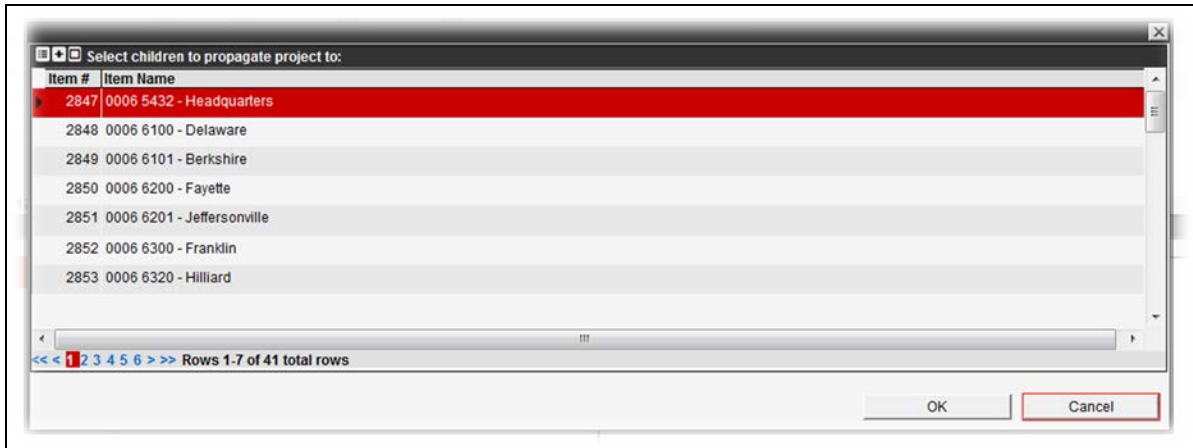 Select children to propagate project to:
Item # Item Name
2847 0006 5432 - Headquarters
2848 0006 6100 - Delaware
2849 0006 6101 - Berkshire
2850 0006 6200 - Fayette
2851 0006 6201 - Jeffersonville
2852 0006 6300 - Franklin
2853 0006 6320 - Hilliard
<< < 1 2 3 4 5 6 > >> Rows 1-7 of 41 total rows
OK Cancel